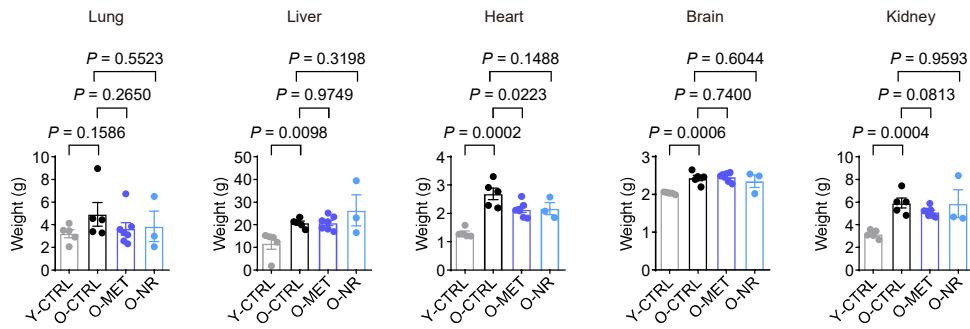 Lung
P = 0.5523
P = 0.2650
P = 0.1586
Weight (g)
10
8
6
4
2
0
Y-CTRL
O-CTRL
O-MET
O-NR
Liver
P = 0.3198
P = 0.9749
P = 0.0098
Weight (g)
50
40
30
20
10
0
Y-CTRL
O-CTRL
O-MET
O-NR
Heart
P = 0.1488
P = 0.0223
P = 0.0002
Weight (g)
4
3
2
1
0
Y-CTRL
O-CTRL
O-MET
O-NR
Brain
P = 0.6044
P = 0.7400
P = 0.0006
Weight (g)
3
2
1
0
Y-CTRL
O-CTRL
O-MET
O-NR
Kidney
P = 0.9593
P = 0.0813
P = 0.0004
Weight (g)
10
8
6
4
2
0
Y-CTRL
O-CTRL
O-MET
O-NR